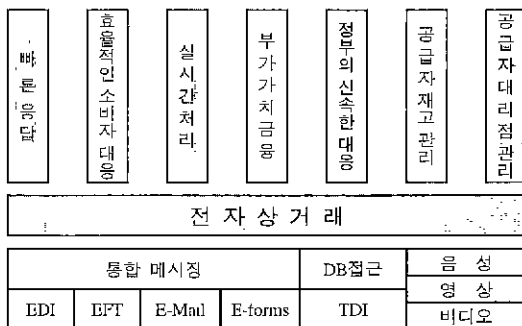 빠른응답
효율적인소바자대응
실시간처리
부가가치금융
정부의신속한대응
공급자재고관리
공급자대리점관리
전자상거래
통합 메시징
DB접근
음성
영상
비디오
EDI
EFT
E-Mail
E-forms
TDI